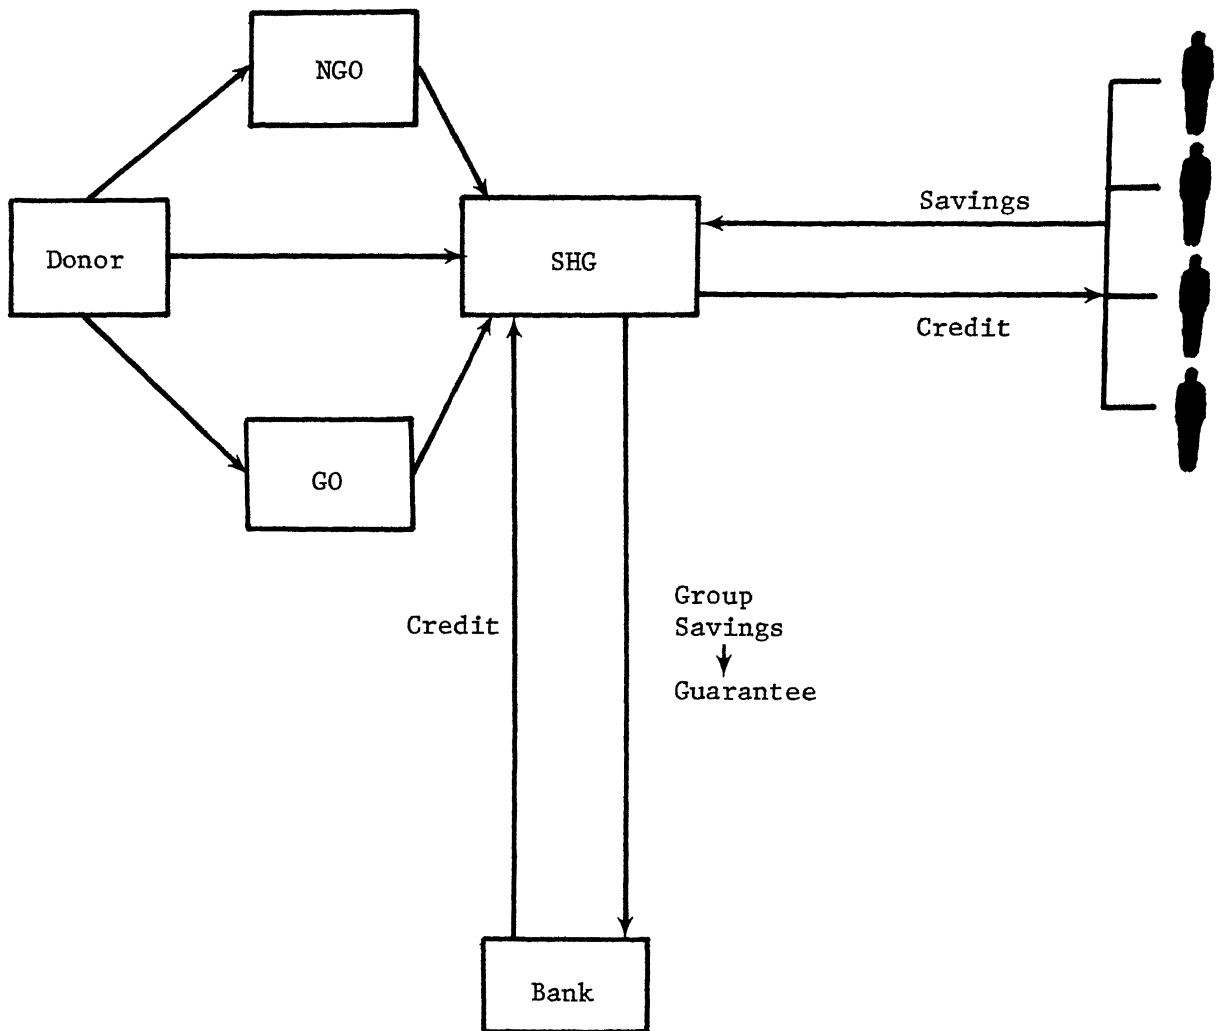 NGO
Donor
SHG
Savings
Credit
GO
Credit
Group
Savings
Guarantee
Bank